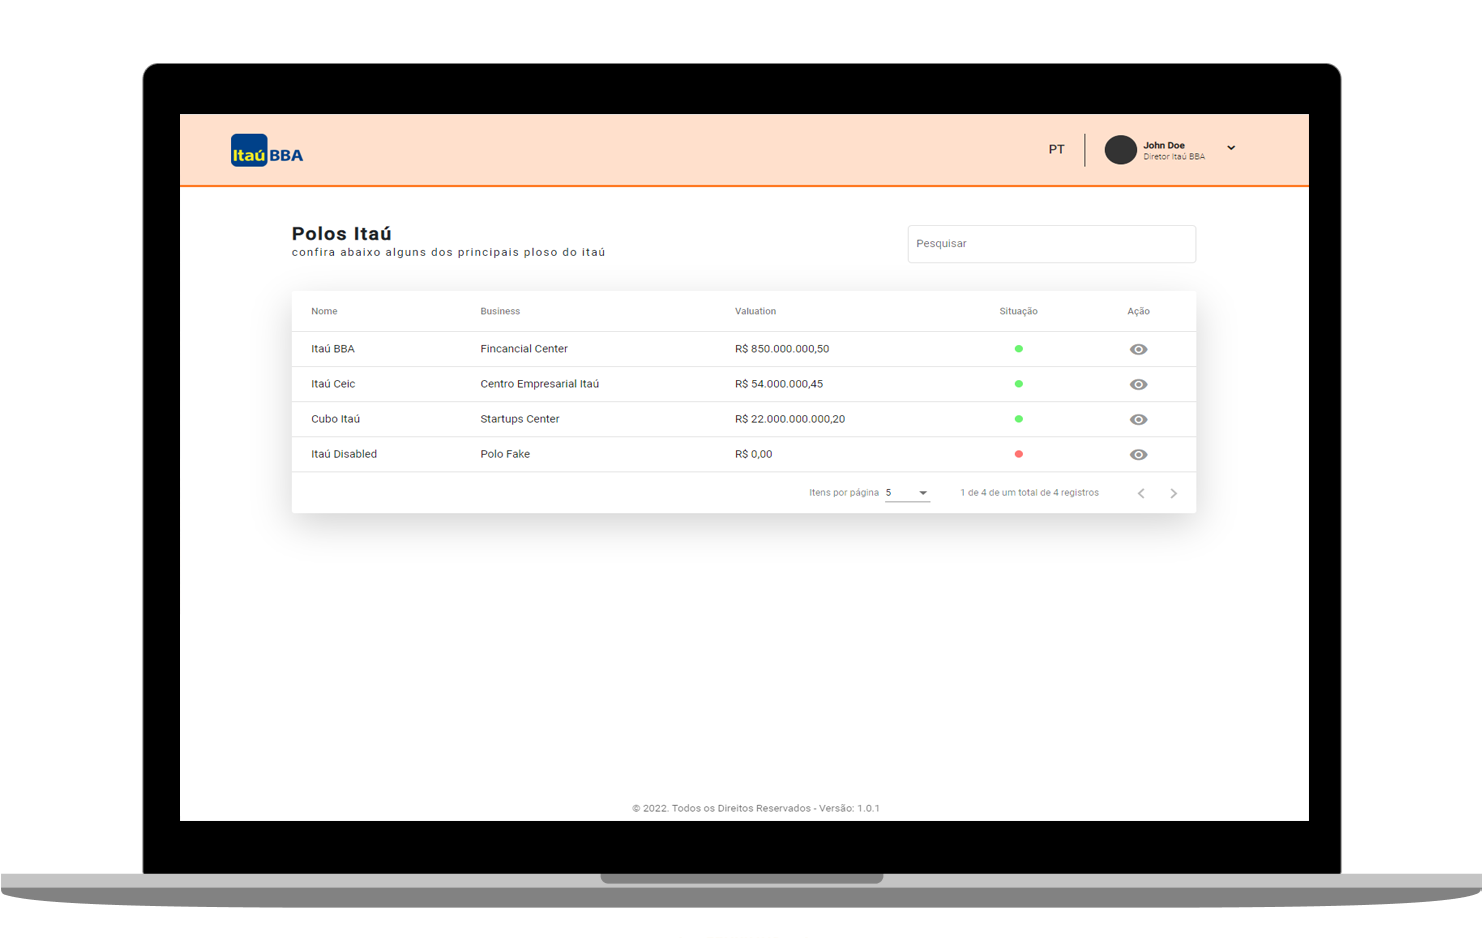 Itaú BBA
PT
John Doe
Diretor Itaú BBA
Polos Itaú
confira abaixo alguns dos principais ploso do itaú
Pesquisar
Nome Business Valuation Situação Ação
Itaú BBA Fincancial Center R$ 850.000.000,50
Itaú Ceic Centro Empresarial Itaú R$ 54.000.000,45
Cubo Itaú Startups Center R$ 22.000.000.000,20
Itaú Disabled Polo Fake R$ 0,00
Itens por página 5 1 de 4 de um total de 4 registros
© 2022. Todos os Direitos Reservados - Versão: 1.0.1